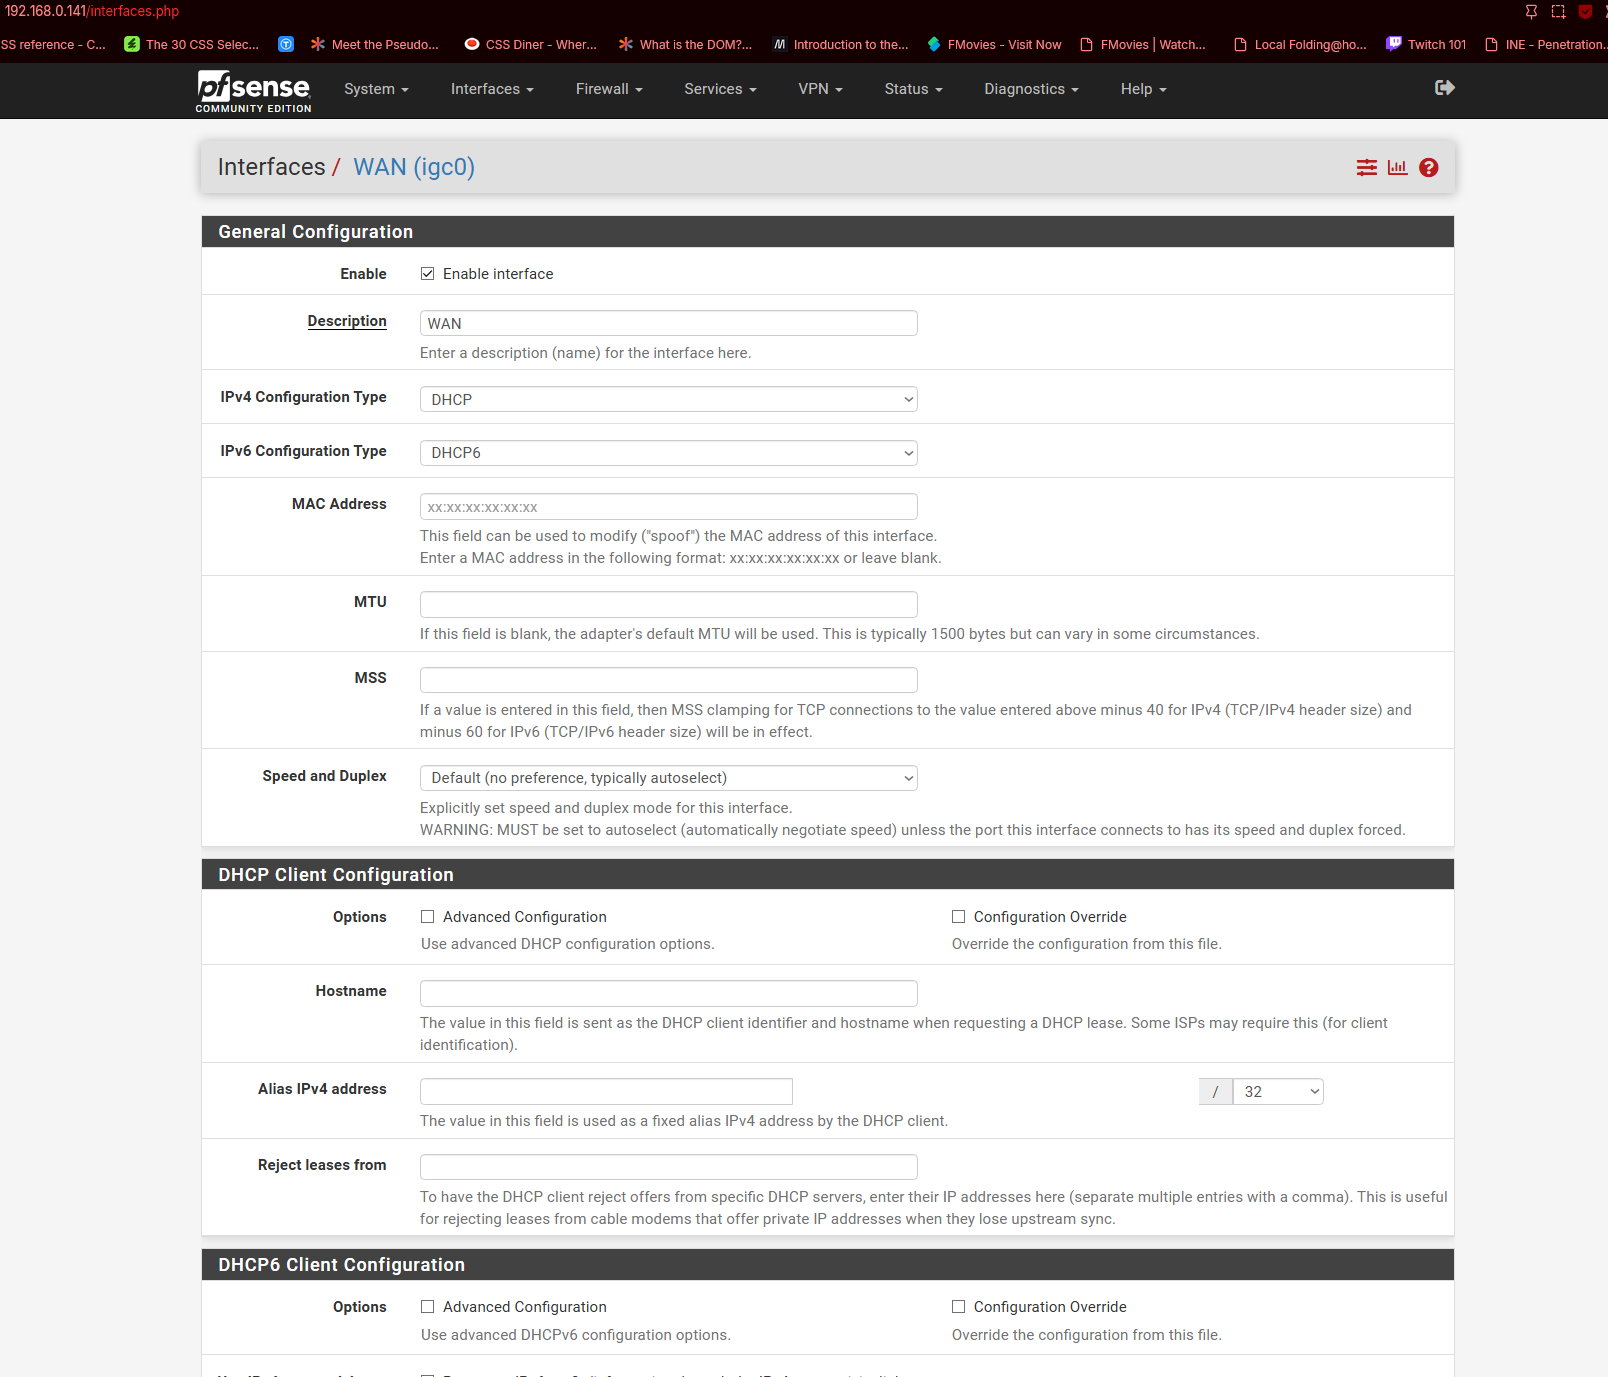 192.168.0.141/interfaces.php
SS reference - C... The 30 CSS Selec... Meet the Pseudo... CSS Diner - Wher... What is the DOM?... Introduction to the... FMovies - Visit Now FMovies | Watch... Local Folding@ho... Twitch 101 INE - Penetration...
pfsense COMMUNITY EDITION System Interfaces Firewall Services VPN Status Diagnostics Help
Interfaces / WAN (igc0)
General Configuration
Enable Enable interface
Description WAN
Enter a description (name) for the interface here.
IPv4 Configuration Type DHCP
IPv6 Configuration Type DHCP6
MAC Address xx:xx:xx:xx:xx:xx
This field can be used to modify ("spoof") the MAC address of this interface.
Enter a MAC address in the following format: xx:xx:xx:xx:xx:xx or leave blank.
MTU
If this field is blank, the adapter's default MTU will be used. This is typically 1500 bytes but can vary in some circumstances.
MSS
If a value is entered in this field, then MSS clamping for TCP connections to the value entered above minus 40 for IPv4 (TCP/IPv4 header size) and
minus 60 for IPv6 (TCP/IPv6 header size) will be in effect.
Speed and Duplex Default (no preference, typically autoselect)
Explicitly set speed and duplex mode for this interface.
WARNING: MUST be set to autoselect (automatically negotiate speed) unless the port this interface connects to has its speed and duplex forced.
DHCP Client Configuration
Options Advanced Configuration Configuration Override
Use advanced DHCP configuration options. Override the configuration from this file.
Hostname
The value in this field is sent as the DHCP client identifier and hostname when requesting a DHCP lease. Some ISPs may require this (for client
identification).
Alias IPv4 address / 32
The value in this field is used as a fixed alias IPv4 address by the DHCP client.
Reject leases from
To have the DHCP client reject offers from specific DHCP servers, enter their IP addresses here (separate multiple entries with a comma). This is useful
for rejecting leases from cable modems that offer private IP addresses when they lose upstream sync.
DHCP6 Client Configuration
Options Advanced Configuration Configuration Override
Use advanced DHCPv6 configuration options. Override the configuration from this file.